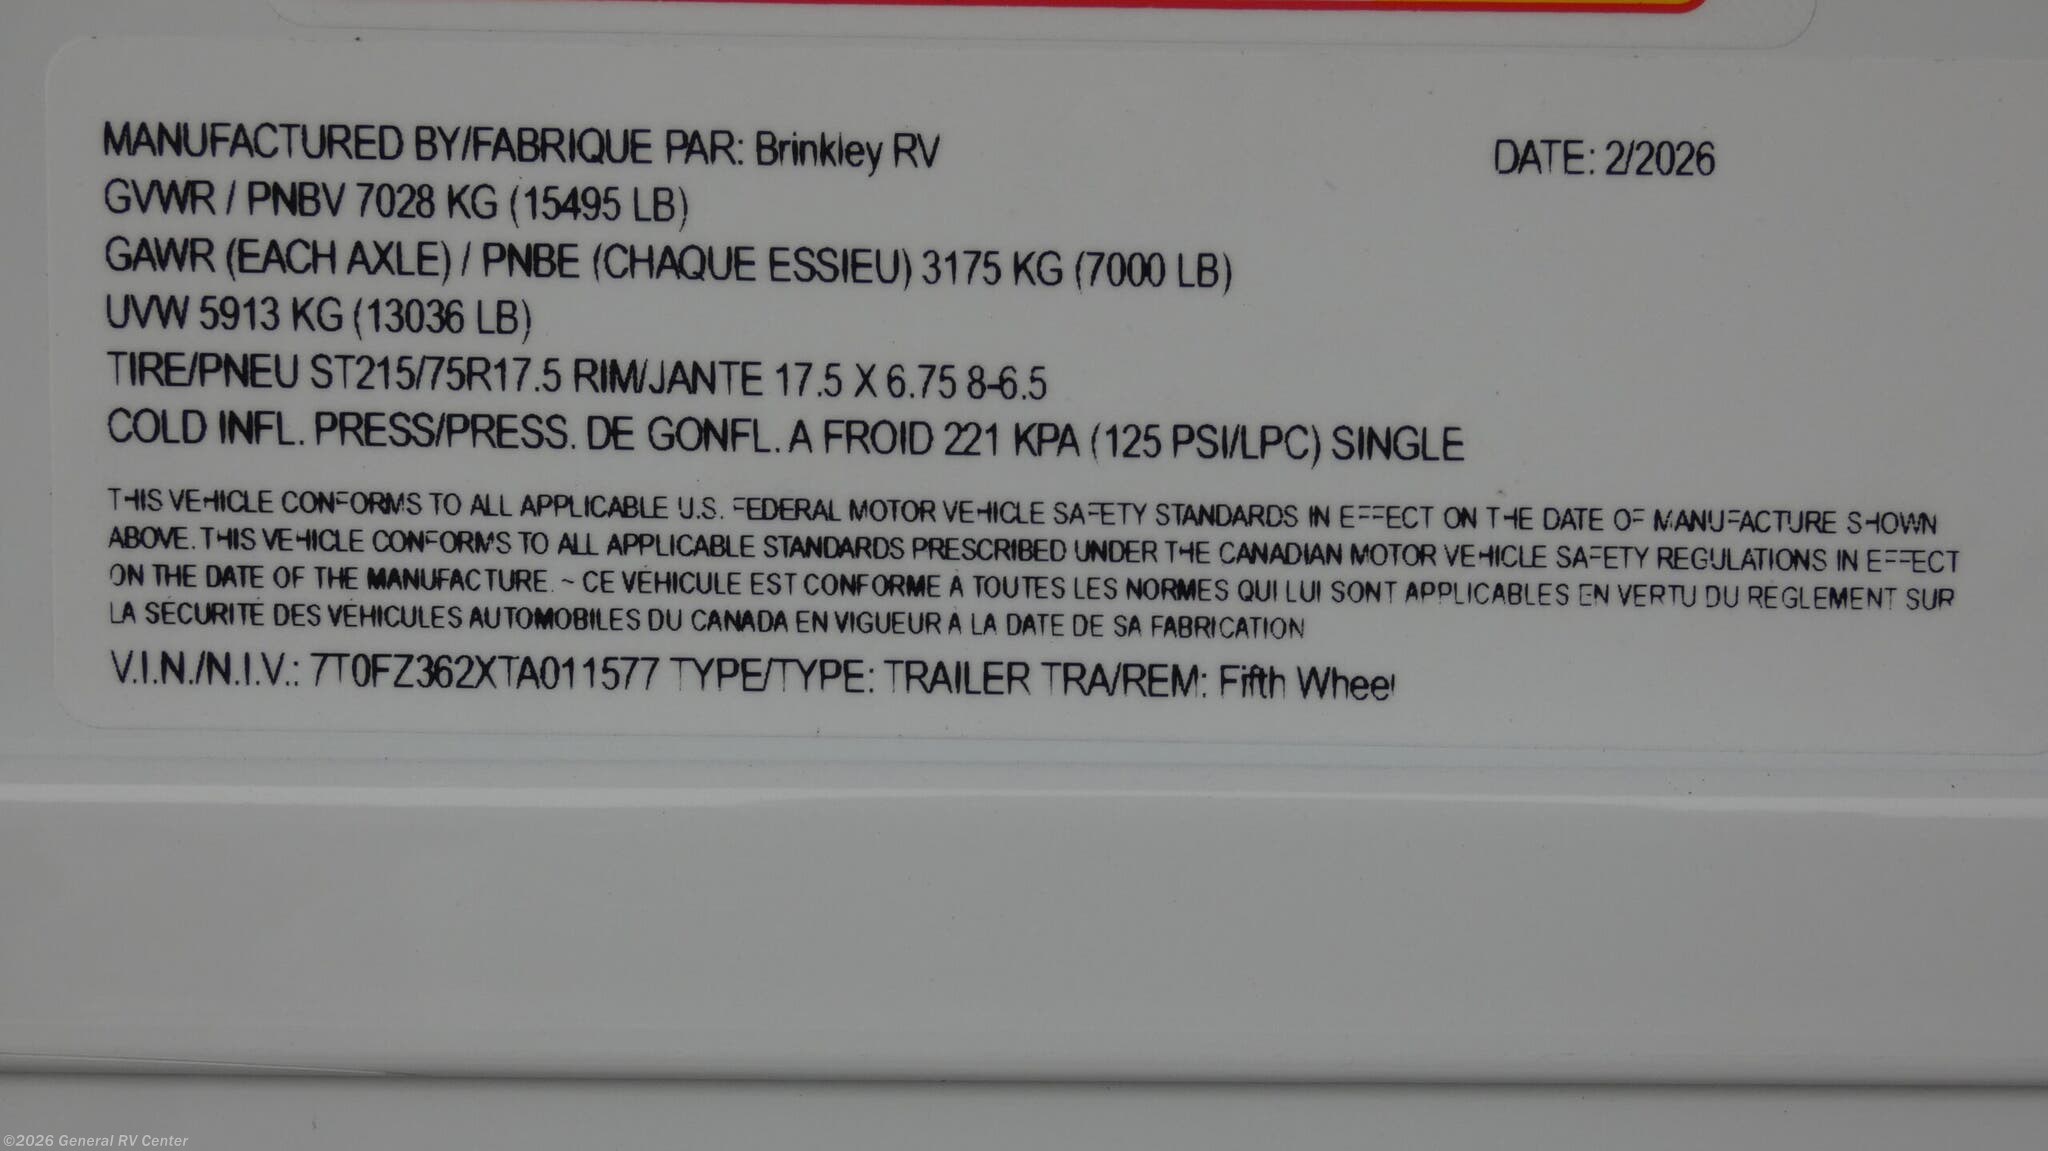 MANUFACTURED BY/FABRIQUE PAR: Brinkley RV DATE: 2/2026
GVWR / PNBV 7028 KG (15495 LB)
GAWR (EACH AXLE) / PNBE (CHAQUE ESSIEU) 3175 KG (7000 LB)
UVW 5913 KG (13036 LB)
TIRE/PNEU ST215/75R17.5 RIM/JANTE 17.5 X 6.75 8-6.5
COLD INFL. PRESS/PRESS. DE GONFL. A FROID 221 KPA (125 PSI/LPC) SINGLE
THIS VEHICLE CONFORMS TO ALL APPLICABLE U.S. FEDERAL MOTOR VEHICLE SAFETY STANDARDS IN EFFECT ON THE DATE OF MANUFACTURE SHOWN
ABOVE. THIS VEHICLE CONFORMS TO ALL APPLICABLE STANDARDS PRESCRIBED UNDER THE CANADIAN MOTOR VEHICLE SAFETY REGULATIONS IN EFFECT
ON THE DATE OF THE MANUFACTURE. ~ CE VÉHICULE EST CONFORME À TOUTES LES NORMES QUI LUI SONT APPLICABLES EN VERTU DU RÈGLEMENT SUR
LA SÉCURITÉ DES VÉHICULES AUTOMOBILES DU CANADA EN VIGUEUR À LA DATE DE SA FABRICATION
V.I.N./N.I.V.: 7T0FZ362XTA011577 TYPE/TYPE: TRAILER TRA/REM: Fifth Wheel
©2026 General RV Center